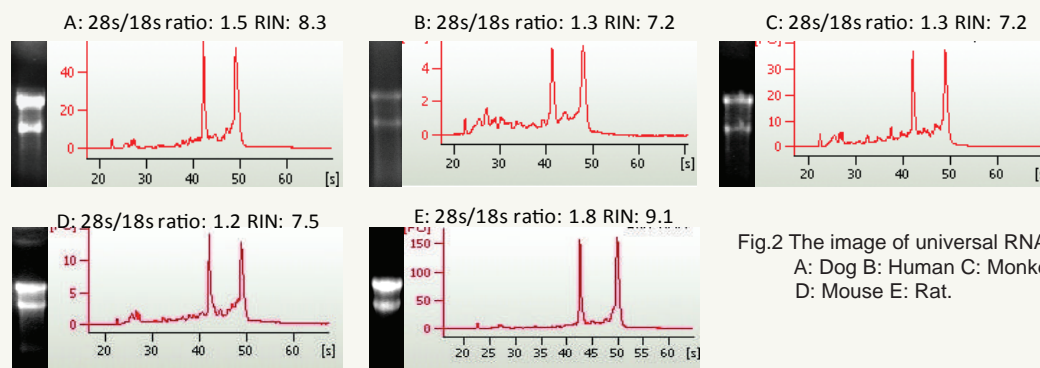 A: 28s/18s ratio: 1.5 RIN: 8.3
B: 28s/18s ratio: 1.3 RIN: 7.2
C: 28s/18s ratio: 1.3 RIN: 7.2
40
20
0
20 30 40 50 60 [s]
4
2
0
20 30 40 50 60 [s]
30
20
10
0
20 30 40 50 60
D: 28s/18s ratio: 1.2 RIN: 7.5
E: 28s/18s ratio: 1.8 RIN: 9.1
10
5
0
20 30 40 50 60 [s]
150
100
50
0
20 25 30 35 40 45 50 55 60 [s]
Fig.2 The image of universal RNA
A: Dog B: Human C: Monke
D: Mouse E: Rat.